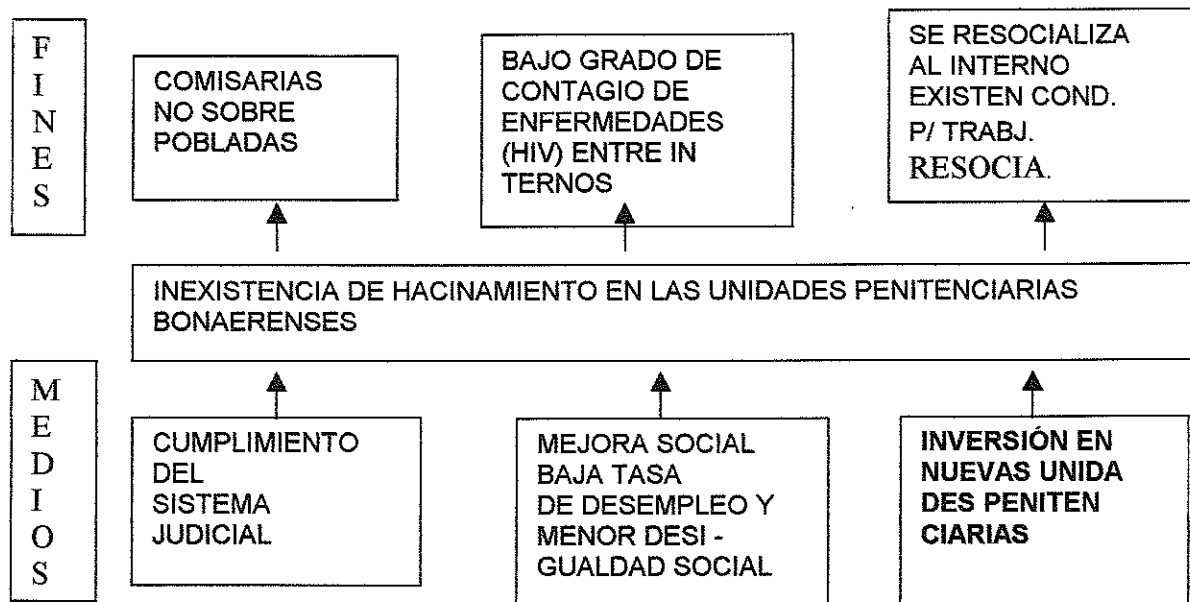 F
I
N
E
S
COMISARIAS
NO SOBRE
POBLADAS
BAJO GRADO DE
CONTAGIO DE
ENFERMEDADES
(HIV) ENTRE IN
TERNOS
SE RESOCIALIZA
AL INTERNO
EXISTEN COND.
P/ TRABJ.
RESOCIA.
INEXISTENCIA DE HACINAMIENTO EN LAS UNIDADES PENITENCIARIAS
BONAERENSES
M
E
D
I
O
S
CUMPLIMIENTO
DEL
SISTEMA
JUDICIAL
MEJORA SOCIAL
BAJA TASA
DE DESEMPLEO Y
MENOR DESI -
GUALDAD SOCIAL
INVERSIÓN EN
NUEVAS UNIDA
DES PENITEN
CIARIAS